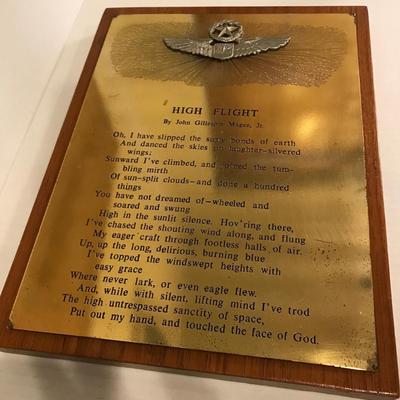 HIGH FLIGHT
By John Gillespie Magee, Jr.
Oh, I have slipped the surly bonds of earth
And danced the skies on laughter-silvered
wings;
Sunward I've climbed, and joined the tum-
bling mirth
Of sun-split clouds—and done a hundred
things
You have not dreamed of—wheeled and
soared and swung
High in the sunlit silence. Hov'ring there,
I've chased the shouting wind along, and flung
My eager craft through footless halls of air.
Up, up the long, delirious, burning blue
I've topped the windswept heights with
easy grace
Where never lark, or even eagle flew.
And, while with silent, lifting mind I've trod
The high untrespassed sanctity of space,
Put out my hand, and touched the face of God.